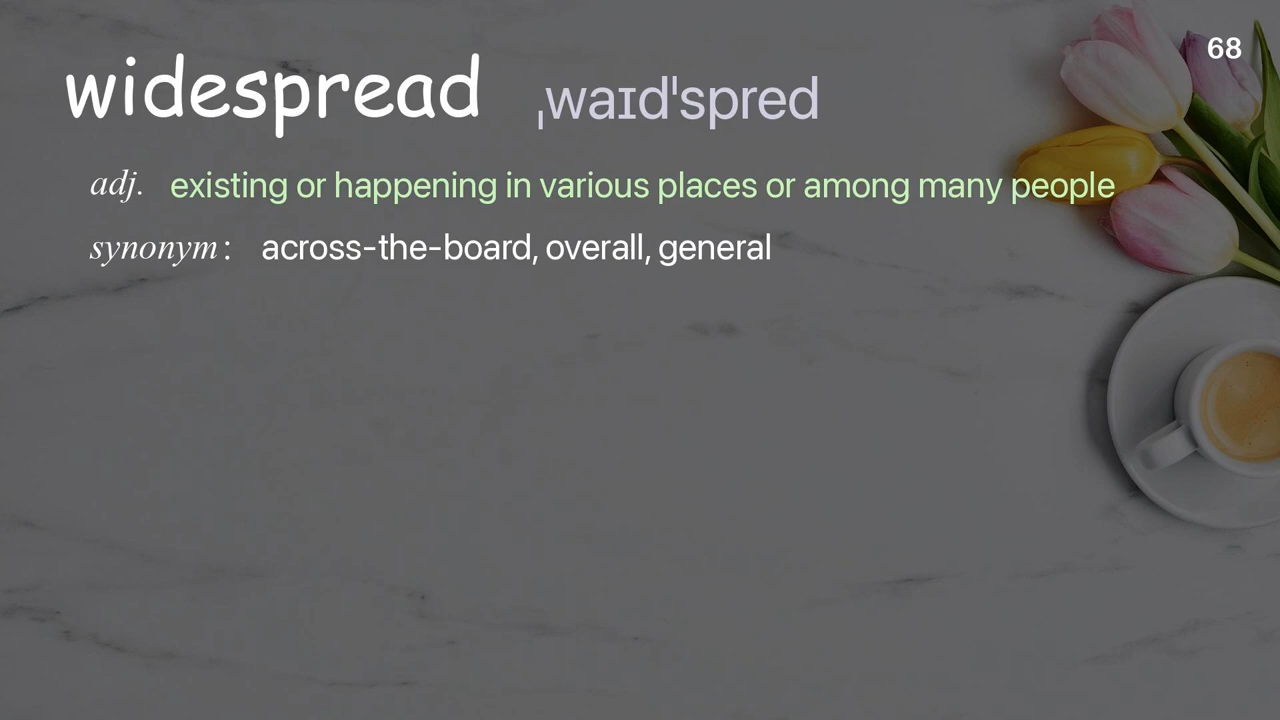 68
widespread ˌwaɪdˈspred
adj. existing or happening in various places or among many people
synonym: across-the-board, overall, general